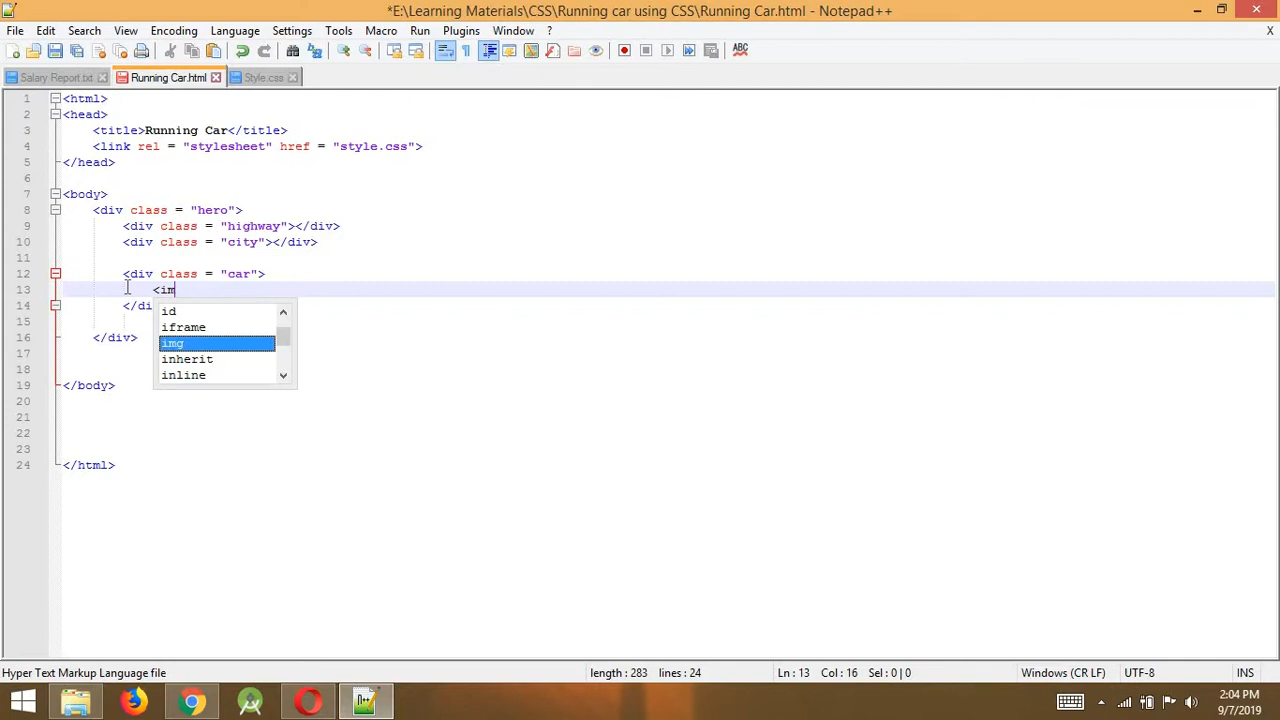 *E:\Learning Materials\CSS\Running car using CSS\Running Car.html - Notepad++
File Edit Search View Encoding Language Settings Tools Macro Run Plugins Window ? X
Salary Report.txt Running Car.html Style.css
1 <html>
2 <head>
3 <title>Running Car</title>
4 <link rel = "stylesheet" href = "style.css">
5 </head>
6
7 <body>
8 <div class = "hero">
9 <div class = "highway"></div>
10 <div class = "city"></div>
11
12 <div class = "car">
13 <im
14 </di
15
16 </div>
17
18
19 </body>
20
21
22
23
24 </html>
id
iframe
img
inherit
inline
Hyper Text Markup Language file length : 283 lines : 24 Ln : 13 Col : 16 Sel : 0 | 0 Windows (CR LF) UTF-8 INS
2:04 PM
9/7/2019